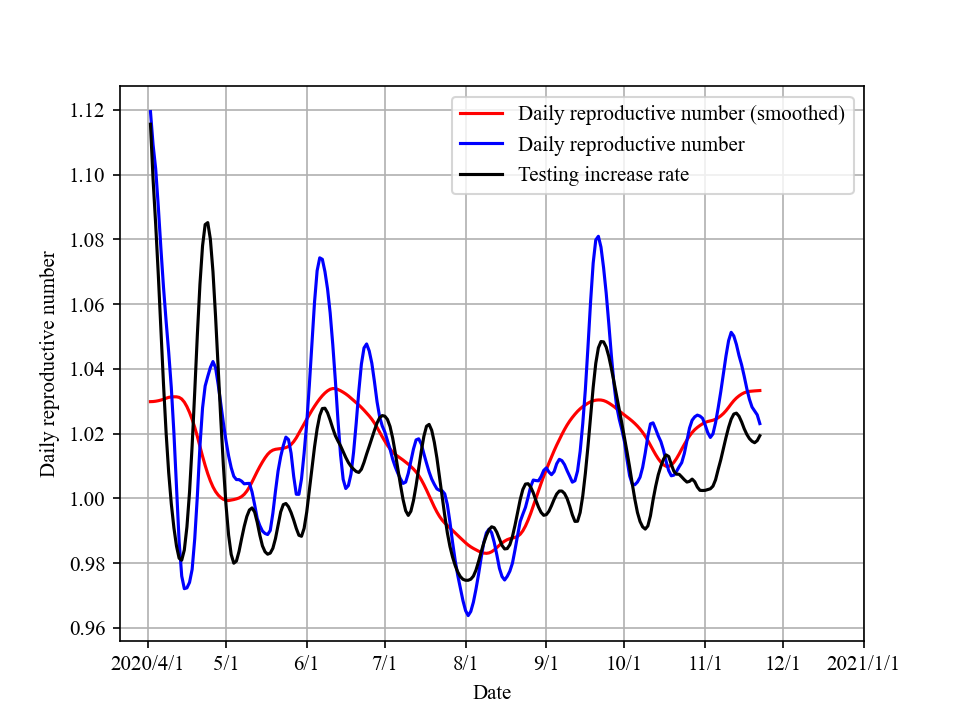 1.12
1.10
1.08
1.06
1.04
1.02
1.00
0.98
0.96
Daily reproductive number
Daily reproductive number (smoothed)
Daily reproductive number
Testing increase rate
2020/4/1 5/1 6/1 7/1 8/1 9/1 10/1 11/1 12/1 2021/1/1
Date